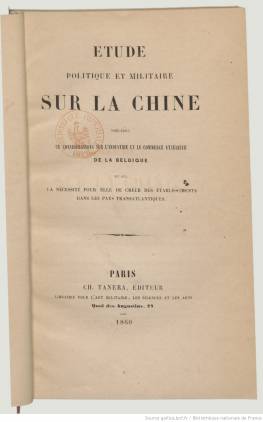 ETUDE
POLITIQUE ET MILITAIRE
SUR LA CHINE
PRÉCÉDÉE
DE CONSIDÉRATIONS SUR L'INDUSTRIE ET LE COMMERCE EXTÉRIEUR
DE LA BELGIQUE
ET SUR
LA NÉCESSITÉ POUR ELLE DE CRÉER DES ÉTABLISSEMENTS
DANS LES PAYS TRANSATLANTIQUES.
PARIS
CH. TANERA, ÉDITEUR
LIBRAIRIE POUR L'ART MILITAIRE, LES SCIENCES ET LES ARTS
Quai des Augustins, 27
1860
Source gallica.bnf.fr / Bibliothèque nationale de France